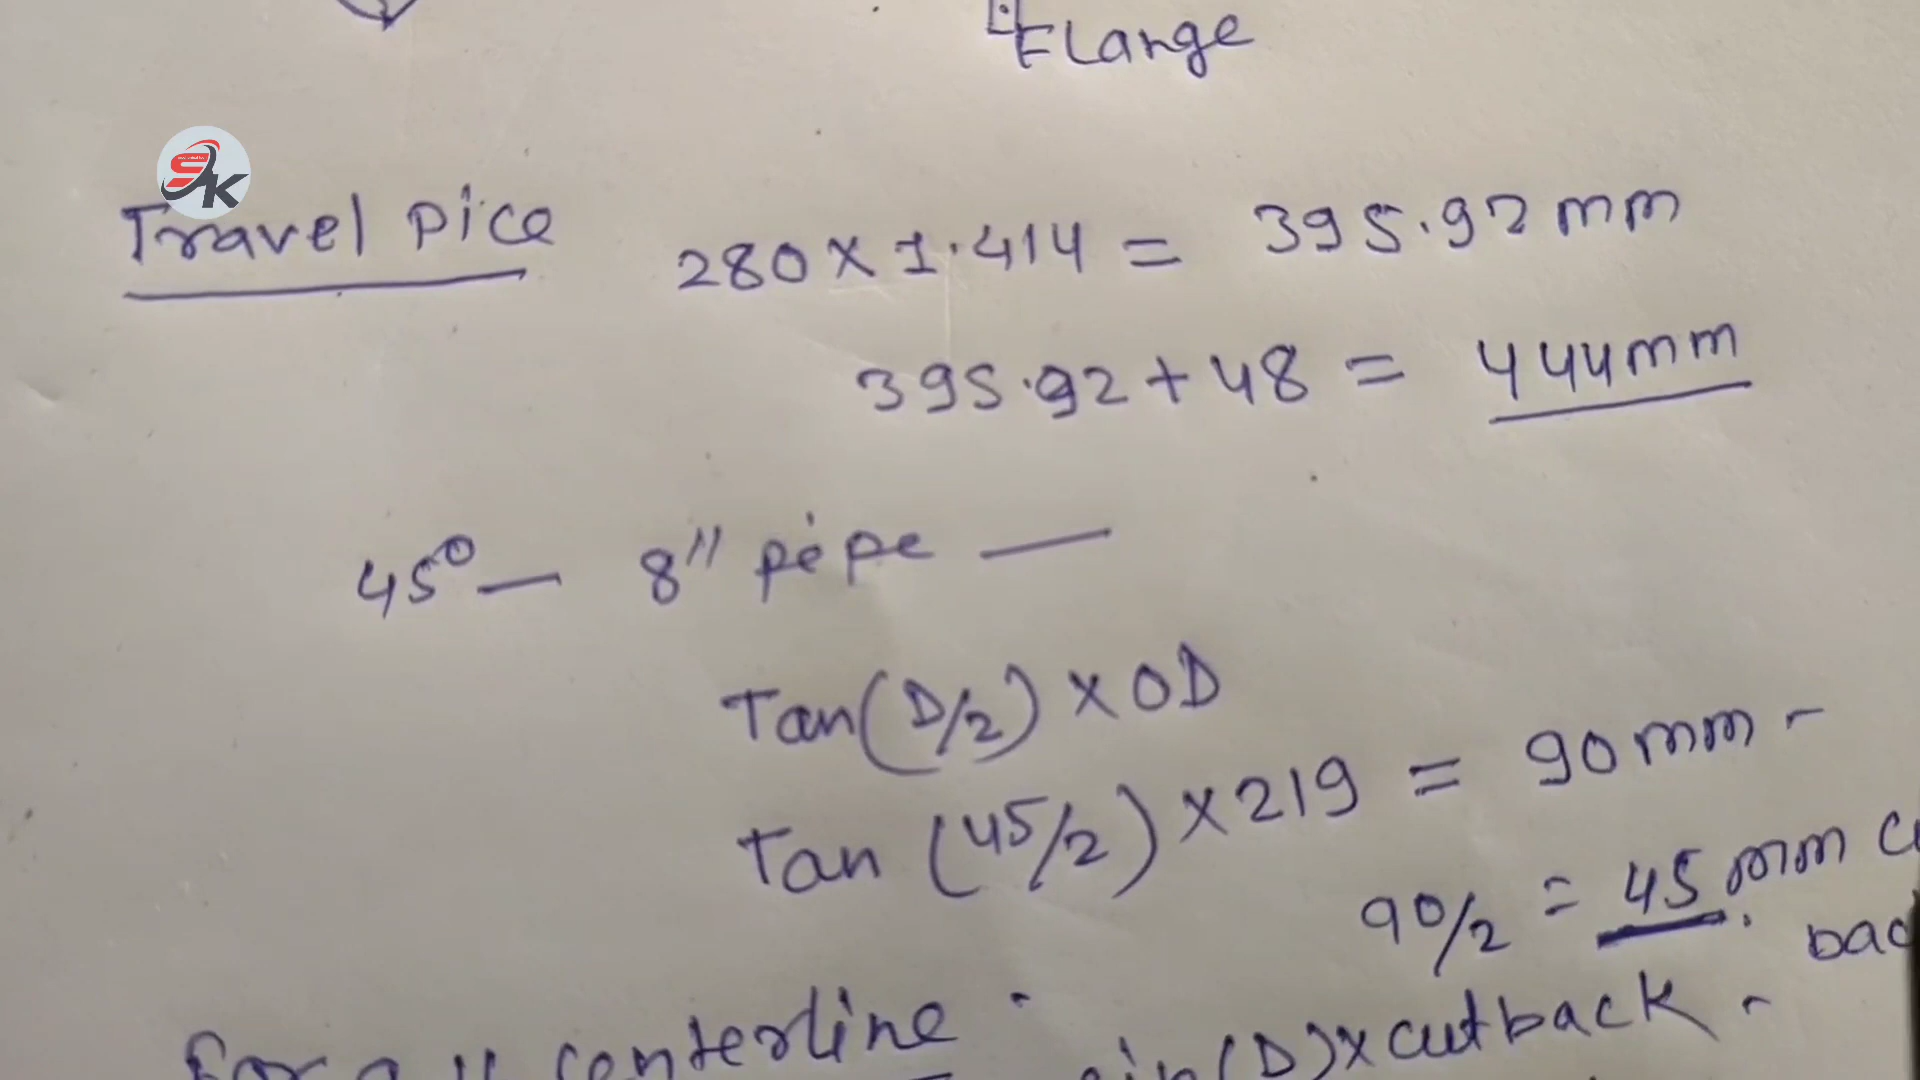 FLange
SK
Travel pice
280 x 1.414 = 395.92 mm
395.92 + 48 = 444mm
45° — 8" pipe —
Tan(D/2) x OD
Tan (45/2) x 219 = 90mm -
90/2 = 45 mm
centerline
(D) x cutback -